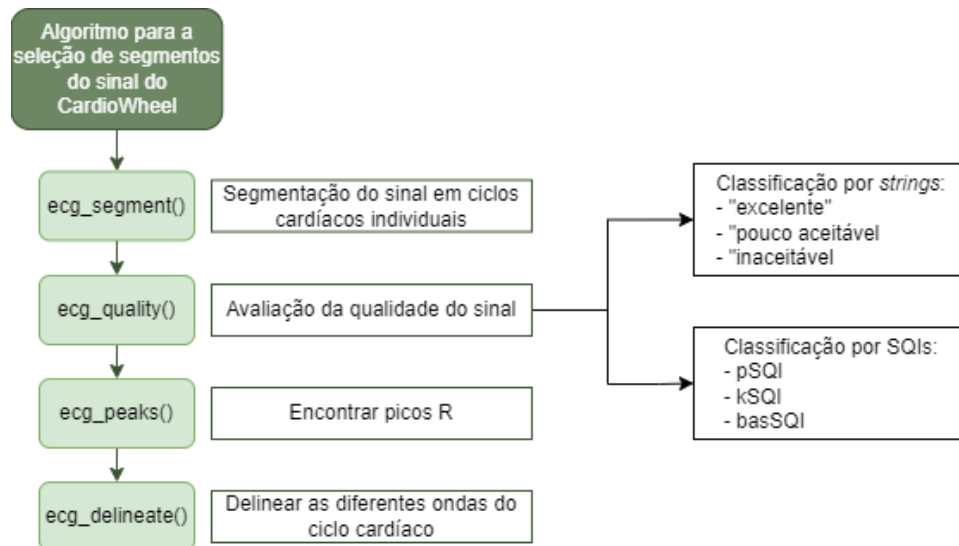 Algoritmo para a
seleção de segmentos
do sinal do
CardioWheel
ecg_segment()
Segmentação do sinal em ciclos
cardíacos individuais
ecg_quality()
Avaliação da qualidade do sinal
Classificação por strings:
- "excelente"
- "pouco aceitável
- "inaceitável
Classificação por SQIs:
- pSQI
- kSQI
- basSQI
ecg_peaks()
Encontrar picos R
ecg_delineate()
Delinear as diferentes ondas do
ciclo cardíaco